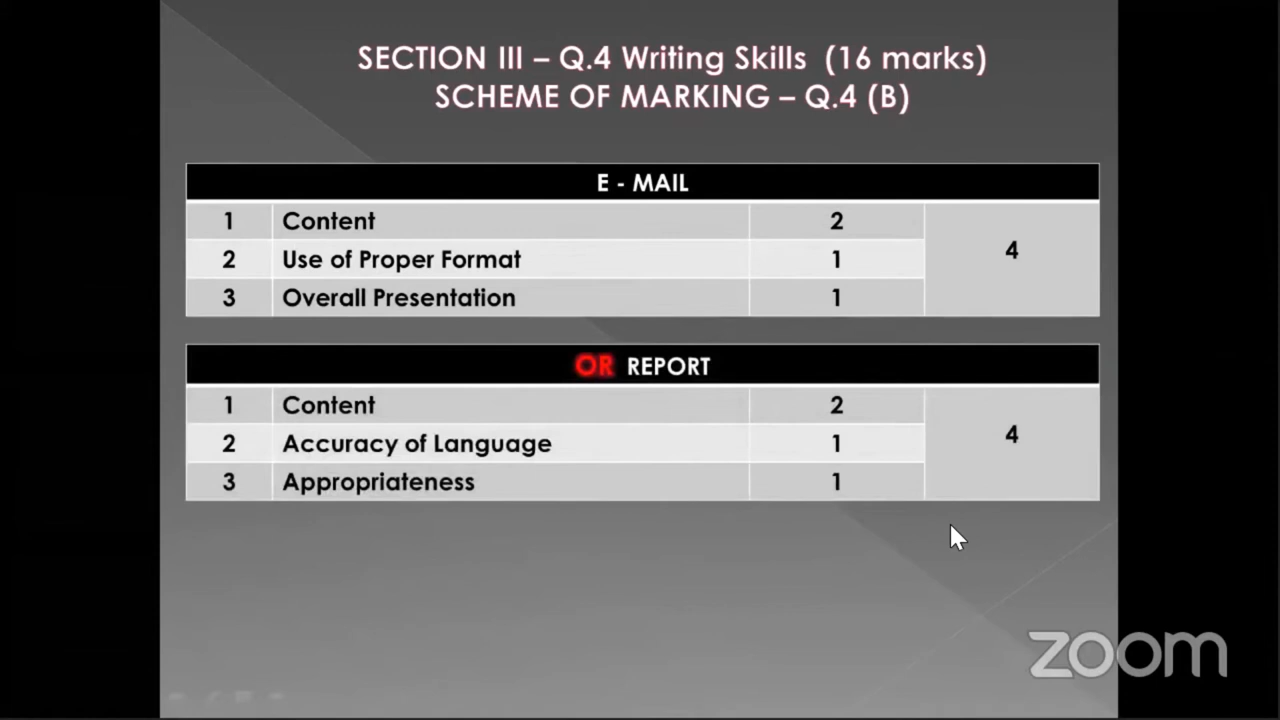 SECTION III – Q.4 Writing Skills (16 marks)
SCHEME OF MARKING – Q.4 (B)
E - MAIL
1 Content 2
2 Use of Proper Format 1
3 Overall Presentation 1
4
OR REPORT
1 Content 2
2 Accuracy of Language 1
3 Appropriateness 1
4
zoom